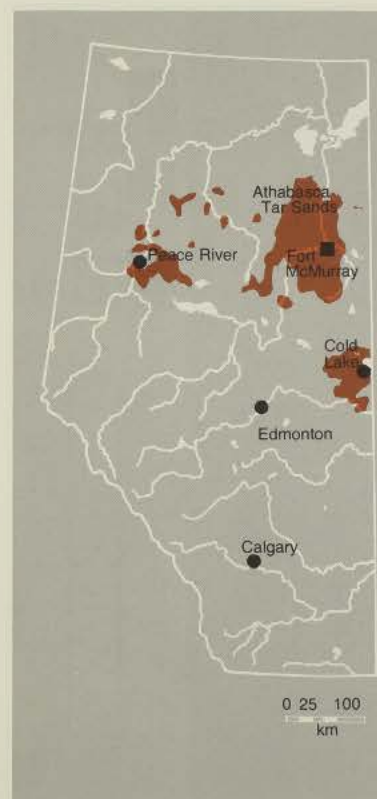 Athabasca
Tar Sands
Peace River
Fort
McMurray
Cold
Lake
Edmonton
Calgary
0 25 100
km